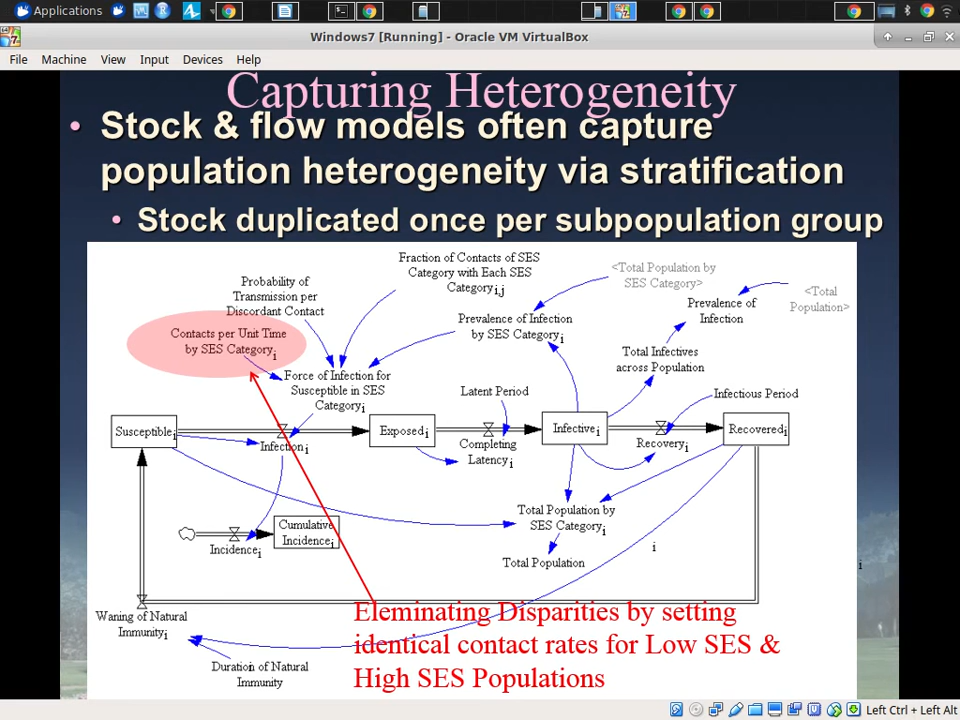 Applications
Windows7 [Running] - Oracle VM VirtualBox
File Machine View Input Devices Help
Capturing Heterogeneity
• Stock & flow models often capture
population heterogeneity via stratification
• Stock duplicated once per subpopulation group
Fraction of Contacts of SES
Category with Each SES
Category i,j
<Total Population by
SES Category>
Probability of
Transmission per
Discordant Contact
Prevalence of
Infection
<Total
Population>
Contacts per Unit Time
by SES Category i
Prevalence of Infection
by SES Category i
Total Infectives
across Population
Force of Infection for
Susceptible in SES
Category i
Latent Period
Infectious Period
Susceptible i
Infection i
Exposed i
Completing
Latency i
Infective i
Recovery i
Recovered i
Total Population by
SES Category i
Cumulative
Incidence i
Incidence i
i
Total Population
i
Waning of Natural
Immunity i
Eleminating Disparities by setting
identical contact rates for Low SES &
High SES Populations
Duration of Natural
Immunity
i
Left Ctrl + Left Alt